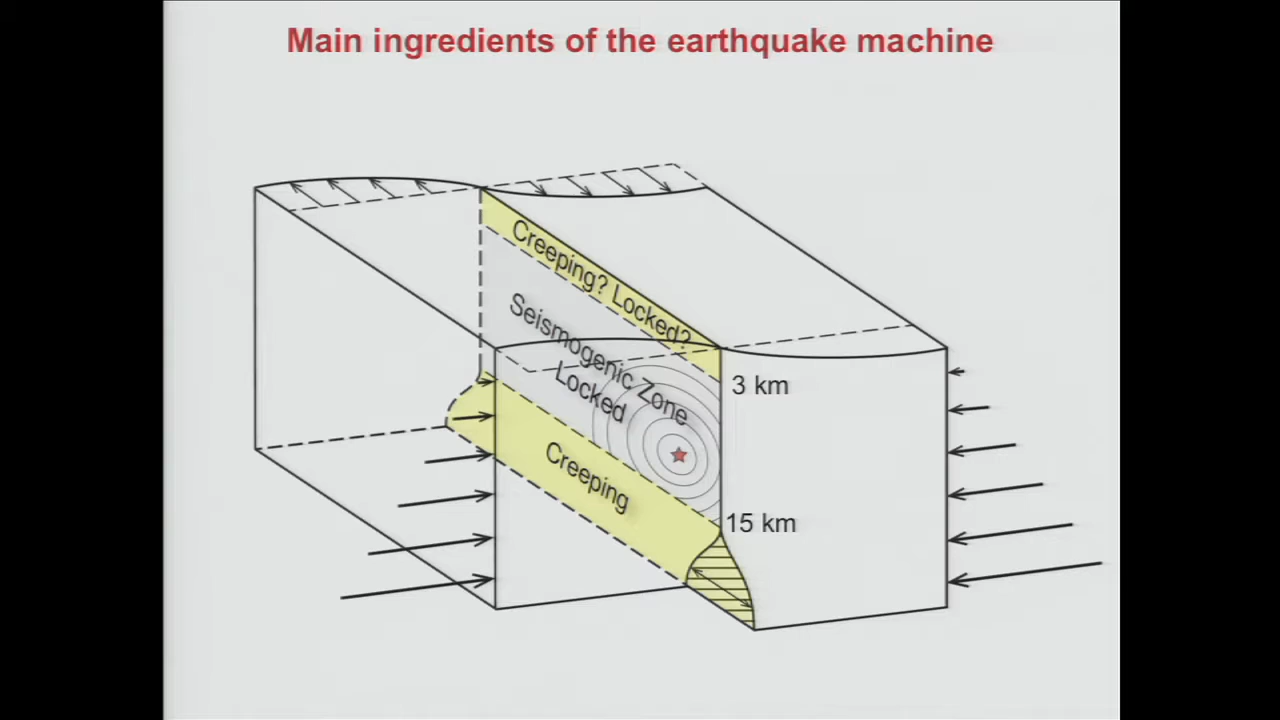 Main ingredients of the earthquake machine
Creeping? Locked?
Seismogenic Zone
Locked
3 km
Creeping
15 km